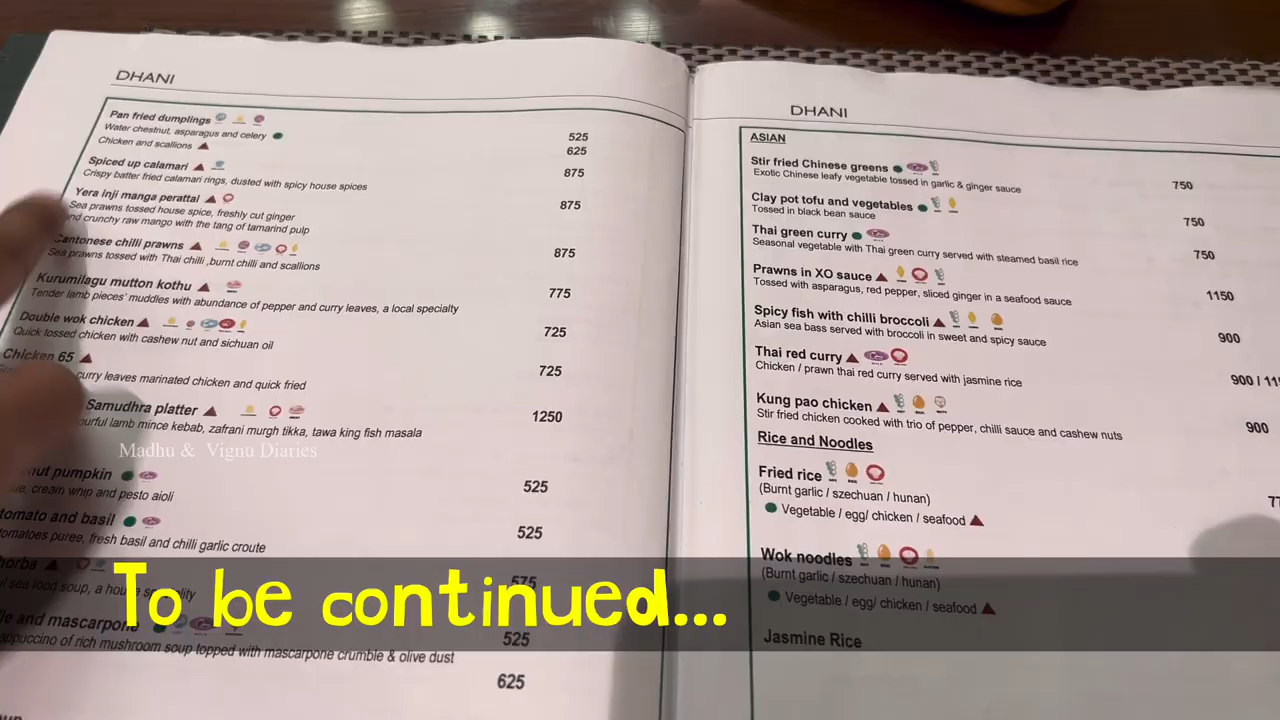 DHANI
Pan fried dumplings
Water chestnut, asparagus and celery 525
Chicken and scallions 625
Spiced up calamari 875
Crispy batter fried calamari rings, dusted with spicy house spices
Yera inji manga perattal 875
Sea prawns tossed house spice, freshly cut ginger
and crunchy raw mango with the tang of tamarind pulp
Cantonese chilli prawns 875
Sea prawns tossed with Thai chilli ,burnt chilli and scallions
Kurumilagu mutton kothu 775
Tender lamb pieces' muddles with abundance of pepper and curry leaves, a local specialty
Double wok chicken 725
Quick tossed chicken with cashew nut and sichuan oil
Chicken 65 725
curry leaves marinated chicken and quick fried
Samudhra platter 1250
lamb mince kebab, zafrani murgh tikka, tawa king fish masala
Madhu & Vignu Diaries
pumpkin 525
cream whip and pesto aioli
tomato and basil 525
tomatoes puree, fresh basil and chilli garlic croute
575
sea food soup, a house
and mascarpone 525
of rich mushroom soup topped with mascarpone crumble & olive dust
625
DHANI
ASIAN
Stir fried Chinese greens 750
Exotic Chinese leafy vegetable tossed in garlic & ginger sauce
Clay pot tofu and vegetables 750
Tossed in black bean sauce
Thai green curry 750
Seasonal vegetable with Thai green curry served with steamed basil rice
Prawns in XO sauce 1150
Tossed with asparagus, red pepper, sliced ginger in a seafood sauce
Spicy fish with chilli broccoli 900
Asian sea bass served with broccoli in sweet and spicy sauce
Thai red curry 900 /
Chicken / prawn thai red curry served with jasmine rice
Kung pao chicken 900
Stir fried chicken cooked with trio of pepper, chilli sauce and cashew nuts
Rice and Noodles
Fried rice
(Burnt garlic / szechuan / hunan)
Vegetable / egg/ chicken / seafood
Wok noodles
(Burnt garlic / szechuan / hunan)
Vegetable / egg/ chicken / seafood
Jasmine Rice
To be continued...